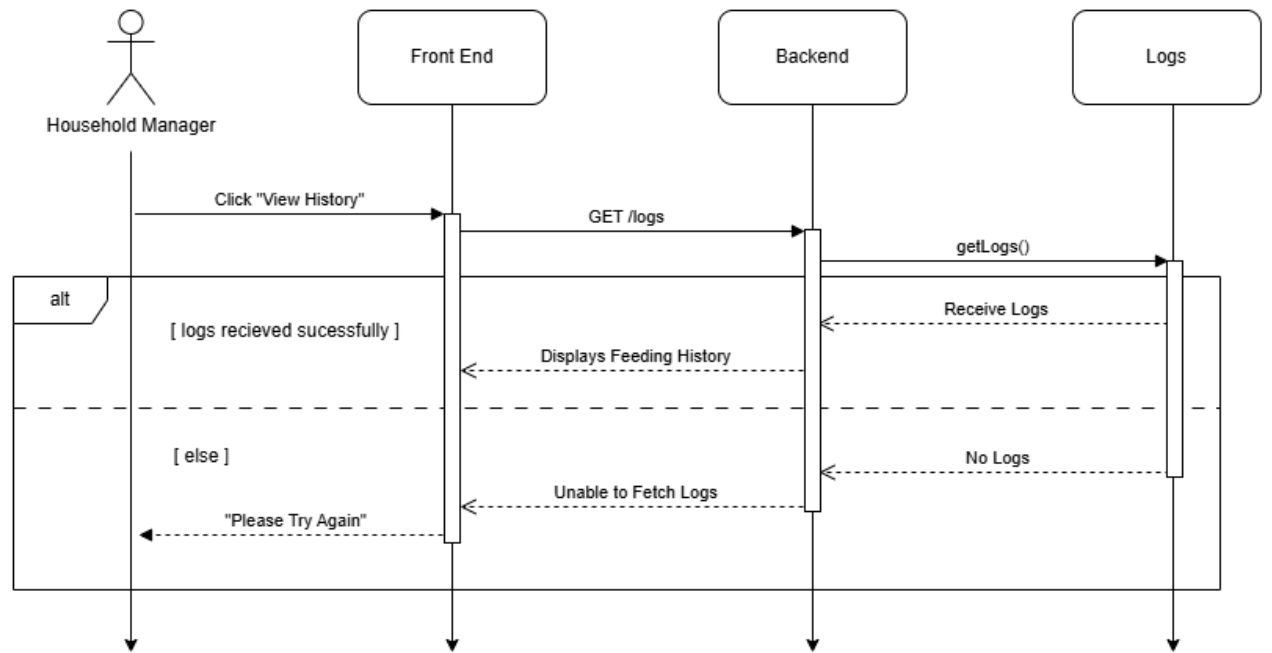 Front End
Backend
Logs
Household Manager
Click "View History"
GET /logs
getLogs()
alt
Receive Logs
[ logs recieved sucessfully ]
Displays Feeding History
[ else ]
No Logs
Unable to Fetch Logs
"Please Try Again"